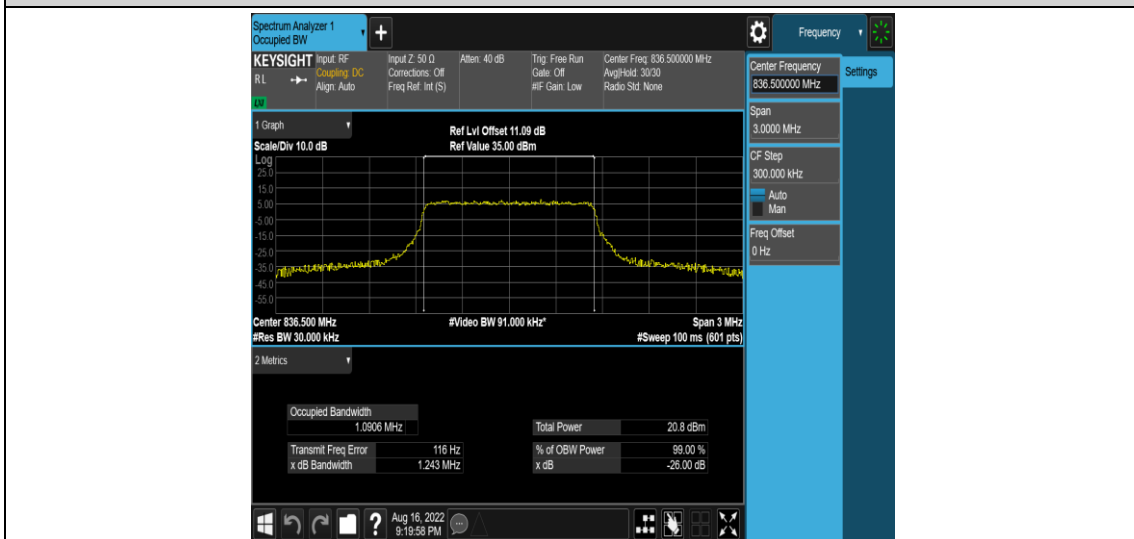 Spectrum Analyzer 1
Occupied BW
+
Frequency
KEYSIGHT
RL
Input: RF
Coupling: DC
Align: Auto
Input Z: 50 Ω
Corrections: Off
Freq Ref: Int (S)
Atten: 40 dB
Trig: Free Run
Gate: Off
#IF Gain: Low
Center Freq: 836.500000 MHz
Avg|Hold: 30/30
Radio Std: None
Center Frequency
836.500000 MHz
Settings
Span
3.0000 MHz
CF Step
300.000 kHz
Auto
Man
Freq Offset
0 Hz
1 Graph
Scale/Div 10.0 dB
Ref Lvl Offset 11.09 dB
Ref Value 35.00 dBm
Log
25.0
15.0
5.00
-5.00
-15.0
-25.0
-35.0
-45.0
-55.0
Center 836.500 MHz
#Video BW 91.000 kHz*
Span 3 MHz
#Res BW 30.000 kHz
#Sweep 100 ms (601 pts)
2 Metrics
Occupied Bandwidth
1.0906 MHz
Total Power 20.8 dBm
Transmit Freq Error 116 Hz
% of OBW Power 99.00 %
x dB Bandwidth 1.243 MHz
x dB -26.00 dB
?
Aug 16, 2022
9:19:58 PM